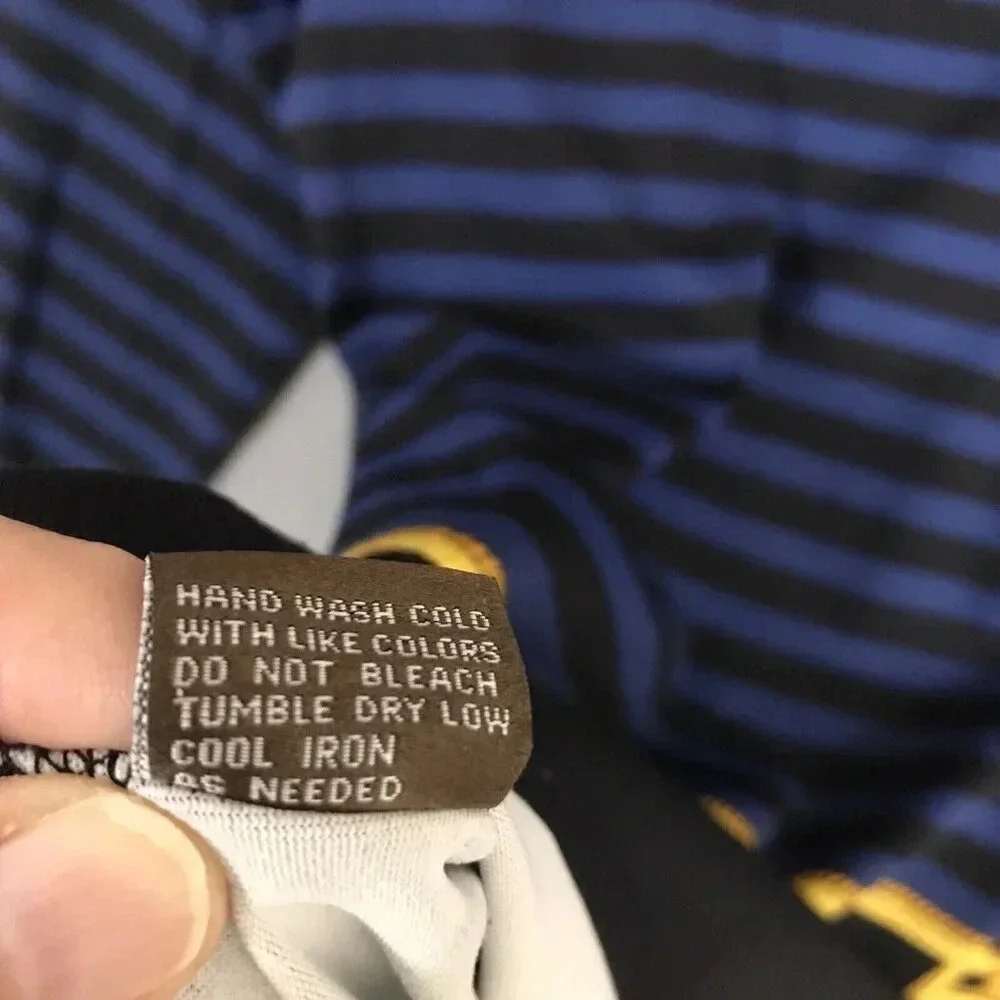 HAND WASH COLD
WITH LIKE COLORS
DO NOT BLEACH
TUMBLE DRY LOW
COOL IRON
AS NEEDED